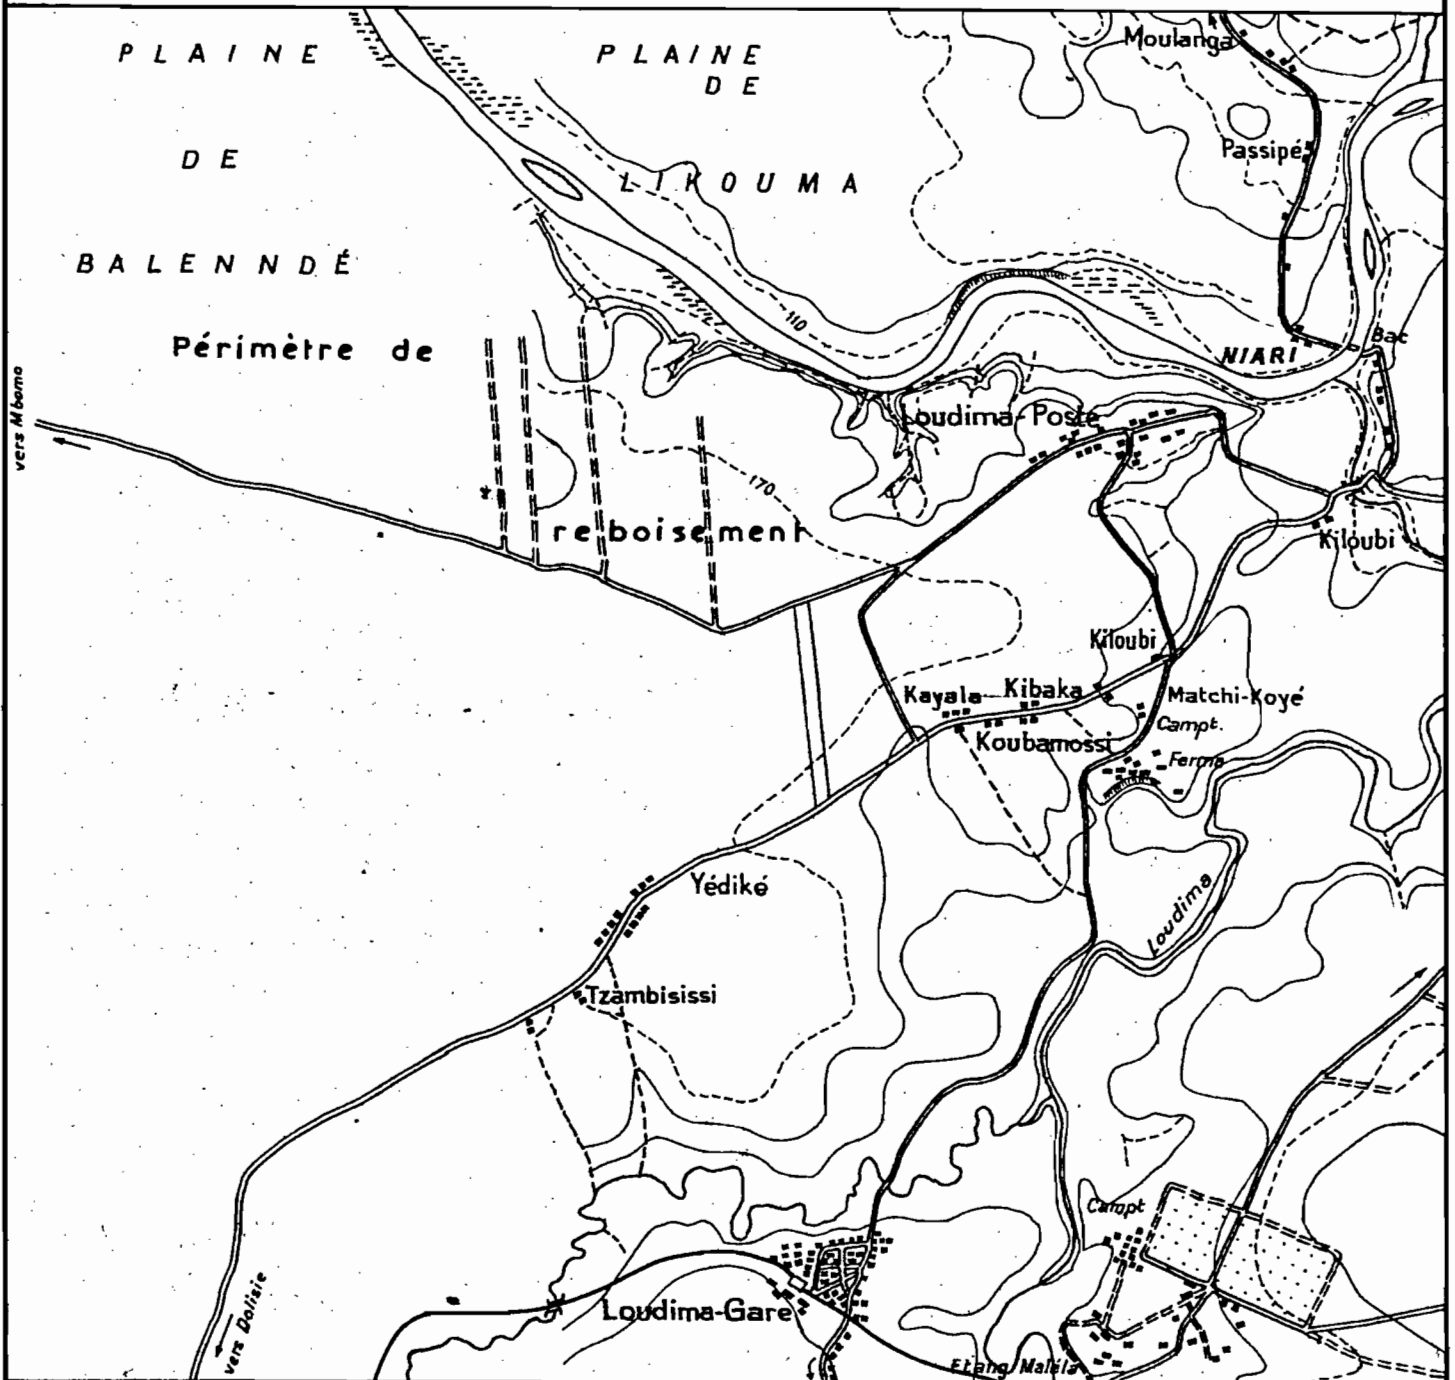 PLAINE
DE
BALENNDÉ
PLAINE
DE
LIKOUMA
Moulanga
Passipé
110
Périmètre de
NIARI
Bac
vers Mbomo
Loudima-Poste
170
reboisement
Kiloubi
Kiloubi
Kayala
Kibaka
Matchi-Koyé
Campt.
Koubamossi
Ferme
Yédiké
Loudima
Tzambisissi
Campt
Loudima-Gare
vers Dolisie
Etang Maléla